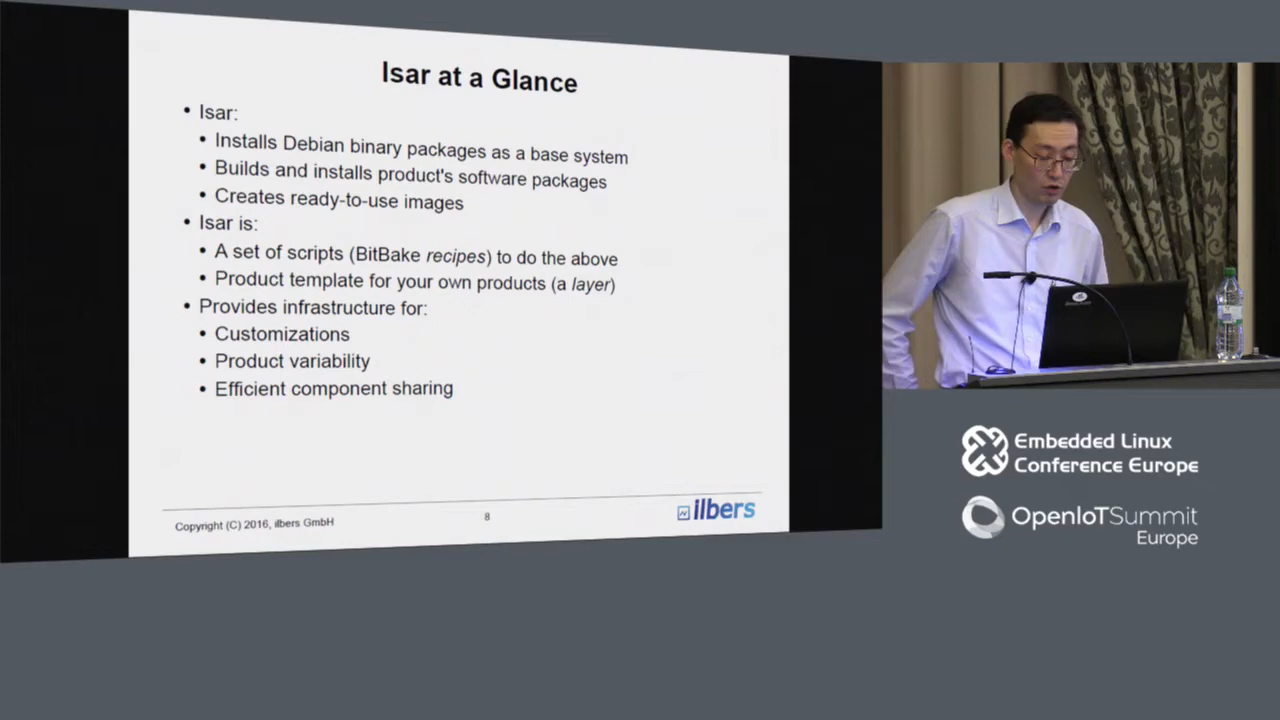 Isar at a Glance
• Isar:
• Installs Debian binary packages as a base system
• Builds and installs product's software packages
• Creates ready-to-use images
• Isar is:
• A set of scripts (BitBake recipes) to do the above
• Product template for your own products (a layer)
• Provides infrastructure for:
• Customizations
• Product variability
• Efficient component sharing
Copyright (C) 2016, ilbers GmbH
8
ilbers
Embedded Linux
Conference Europe
OpenIoTSummit
Europe